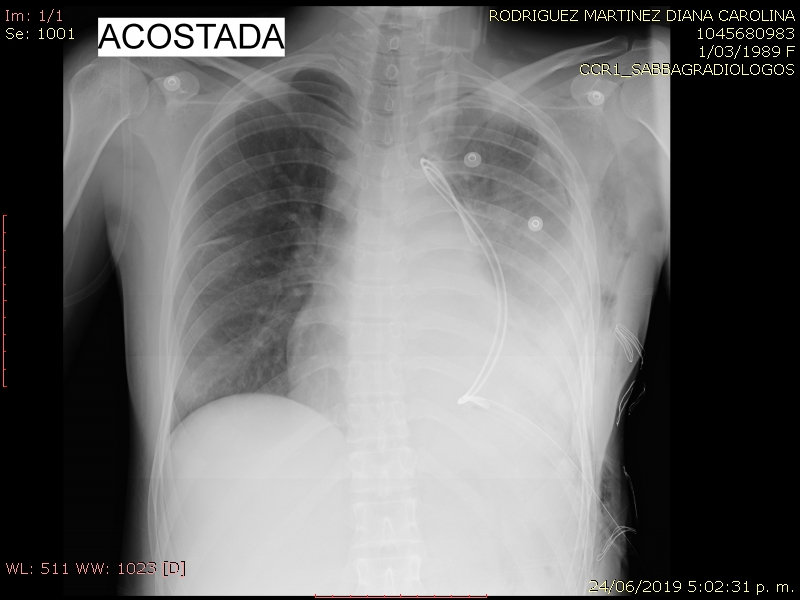 Im: 1/1
Se: 1001
ACOSTADA
RODRIGUEZ MARTINEZ DIANA CAROLINA
1045680983
1/03/1989 F
CCR1_SABBAGRADIOLOGOS
WL: 511 WW: 1023 [D]
24/06/2019 5:02:31 p. m.